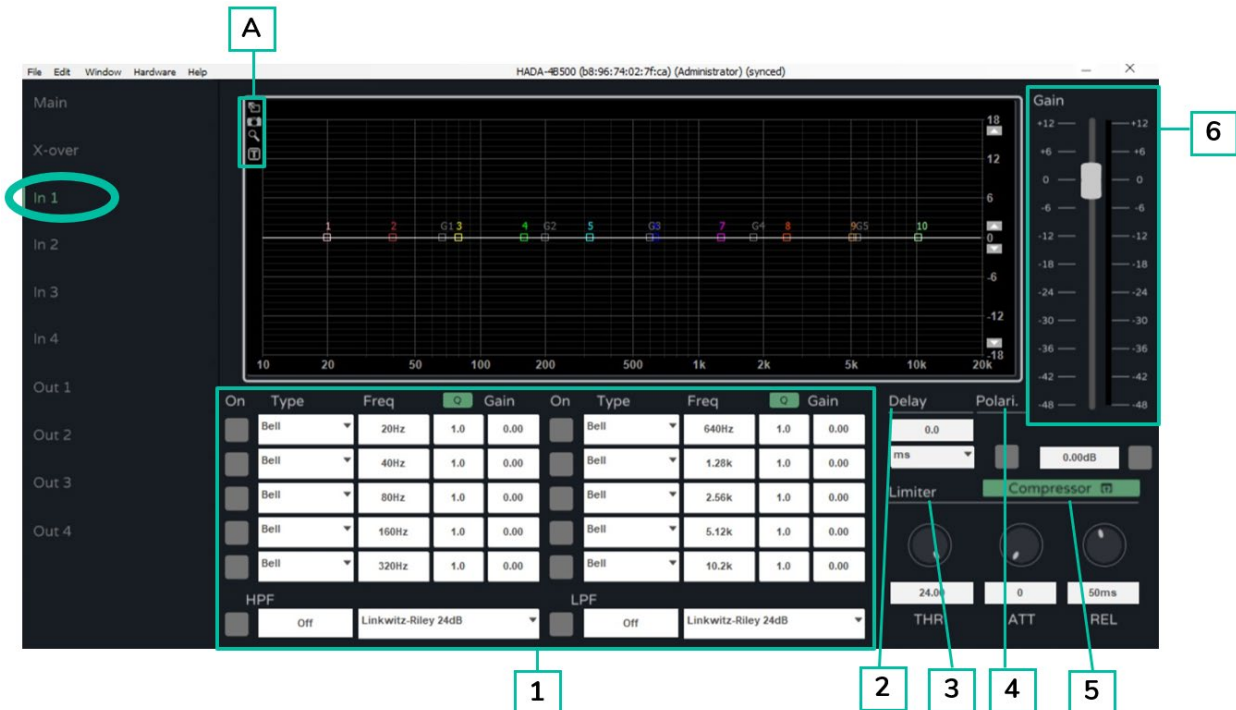 A
File Edit Window Hardware Help HADA-4B500 (b8:96:74:02:7f:ca) (Administrator) (synced)
Main
X-over
In 1
In 2
In 3
In 4
Out 1
Out 2
Out 3
Out 4
18
12
6
0
-6
-12
-18
1 2 G1 3 4 G2 5 G3 7 G4 8 9 G5 10
10 20 50 100 200 500 1k 2k 5k 10k 20k
Gain
+12 +12
+6 +6
0 0
-6 -6
-12 -12
-18 -18
-24 -24
-30 -30
-36 -36
-42 -42
-48 -48
6
On Type Freq Q Gain On Type Freq Q Gain
Bell 20Hz 1.0 0.00 Bell 640Hz 1.0 0.00
Bell 40Hz 1.0 0.00 Bell 1.28k 1.0 0.00
Bell 80Hz 1.0 0.00 Bell 2.56k 1.0 0.00
Bell 160Hz 1.0 0.00 Bell 5.12k 1.0 0.00
Bell 320Hz 1.0 0.00 Bell 10.2k 1.0 0.00
HPF LPF
Off Linkwitz-Riley 24dB Off Linkwitz-Riley 24dB
Delay Polari.
0.0
ms 0.00dB
Limiter Compressor
24.00 0 50ms
THR ATT REL
1 2 3 4 5